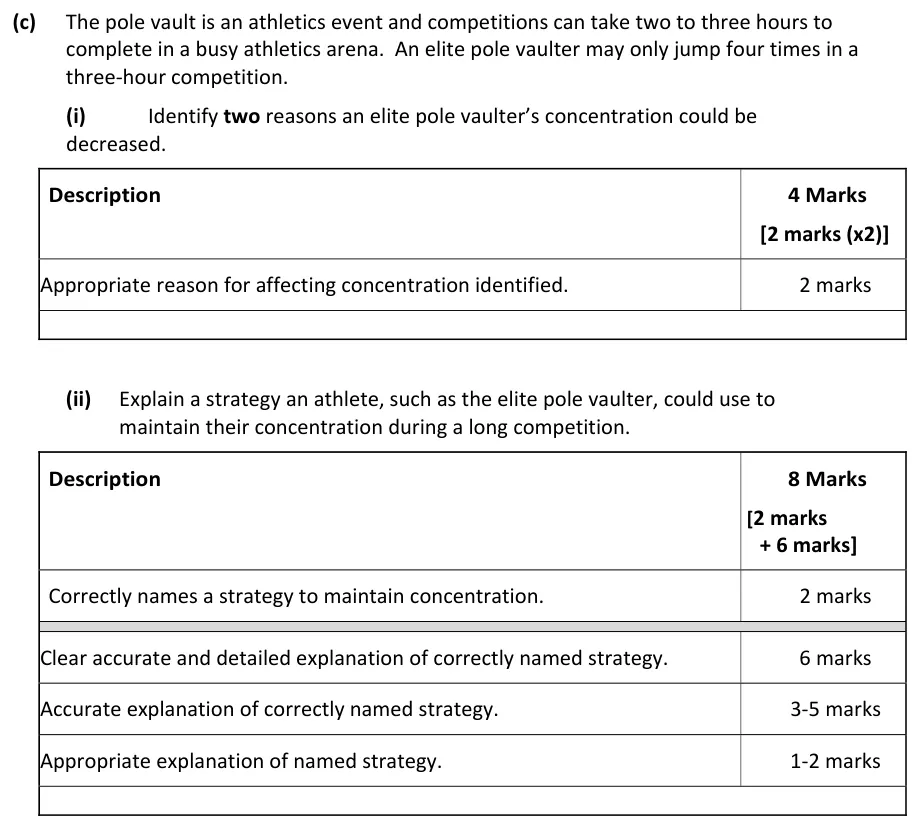 (c) The pole vault is an athletics event and competitions can take two to three hours to
complete in a busy athletics arena. An elite pole vaulter may only jump four times in a
three-hour competition.
(i) Identify two reasons an elite pole vaulter’s concentration could be
decreased.
Description 4 Marks
[2 marks (x2)]
Appropriate reason for affecting concentration identified. 2 marks
(ii) Explain a strategy an athlete, such as the elite pole vaulter, could use to
maintain their concentration during a long competition.
Description 8 Marks
[2 marks
+ 6 marks]
Correctly names a strategy to maintain concentration. 2 marks
Clear accurate and detailed explanation of correctly named strategy. 6 marks
Accurate explanation of correctly named strategy. 3-5 marks
Appropriate explanation of named strategy. 1-2 marks